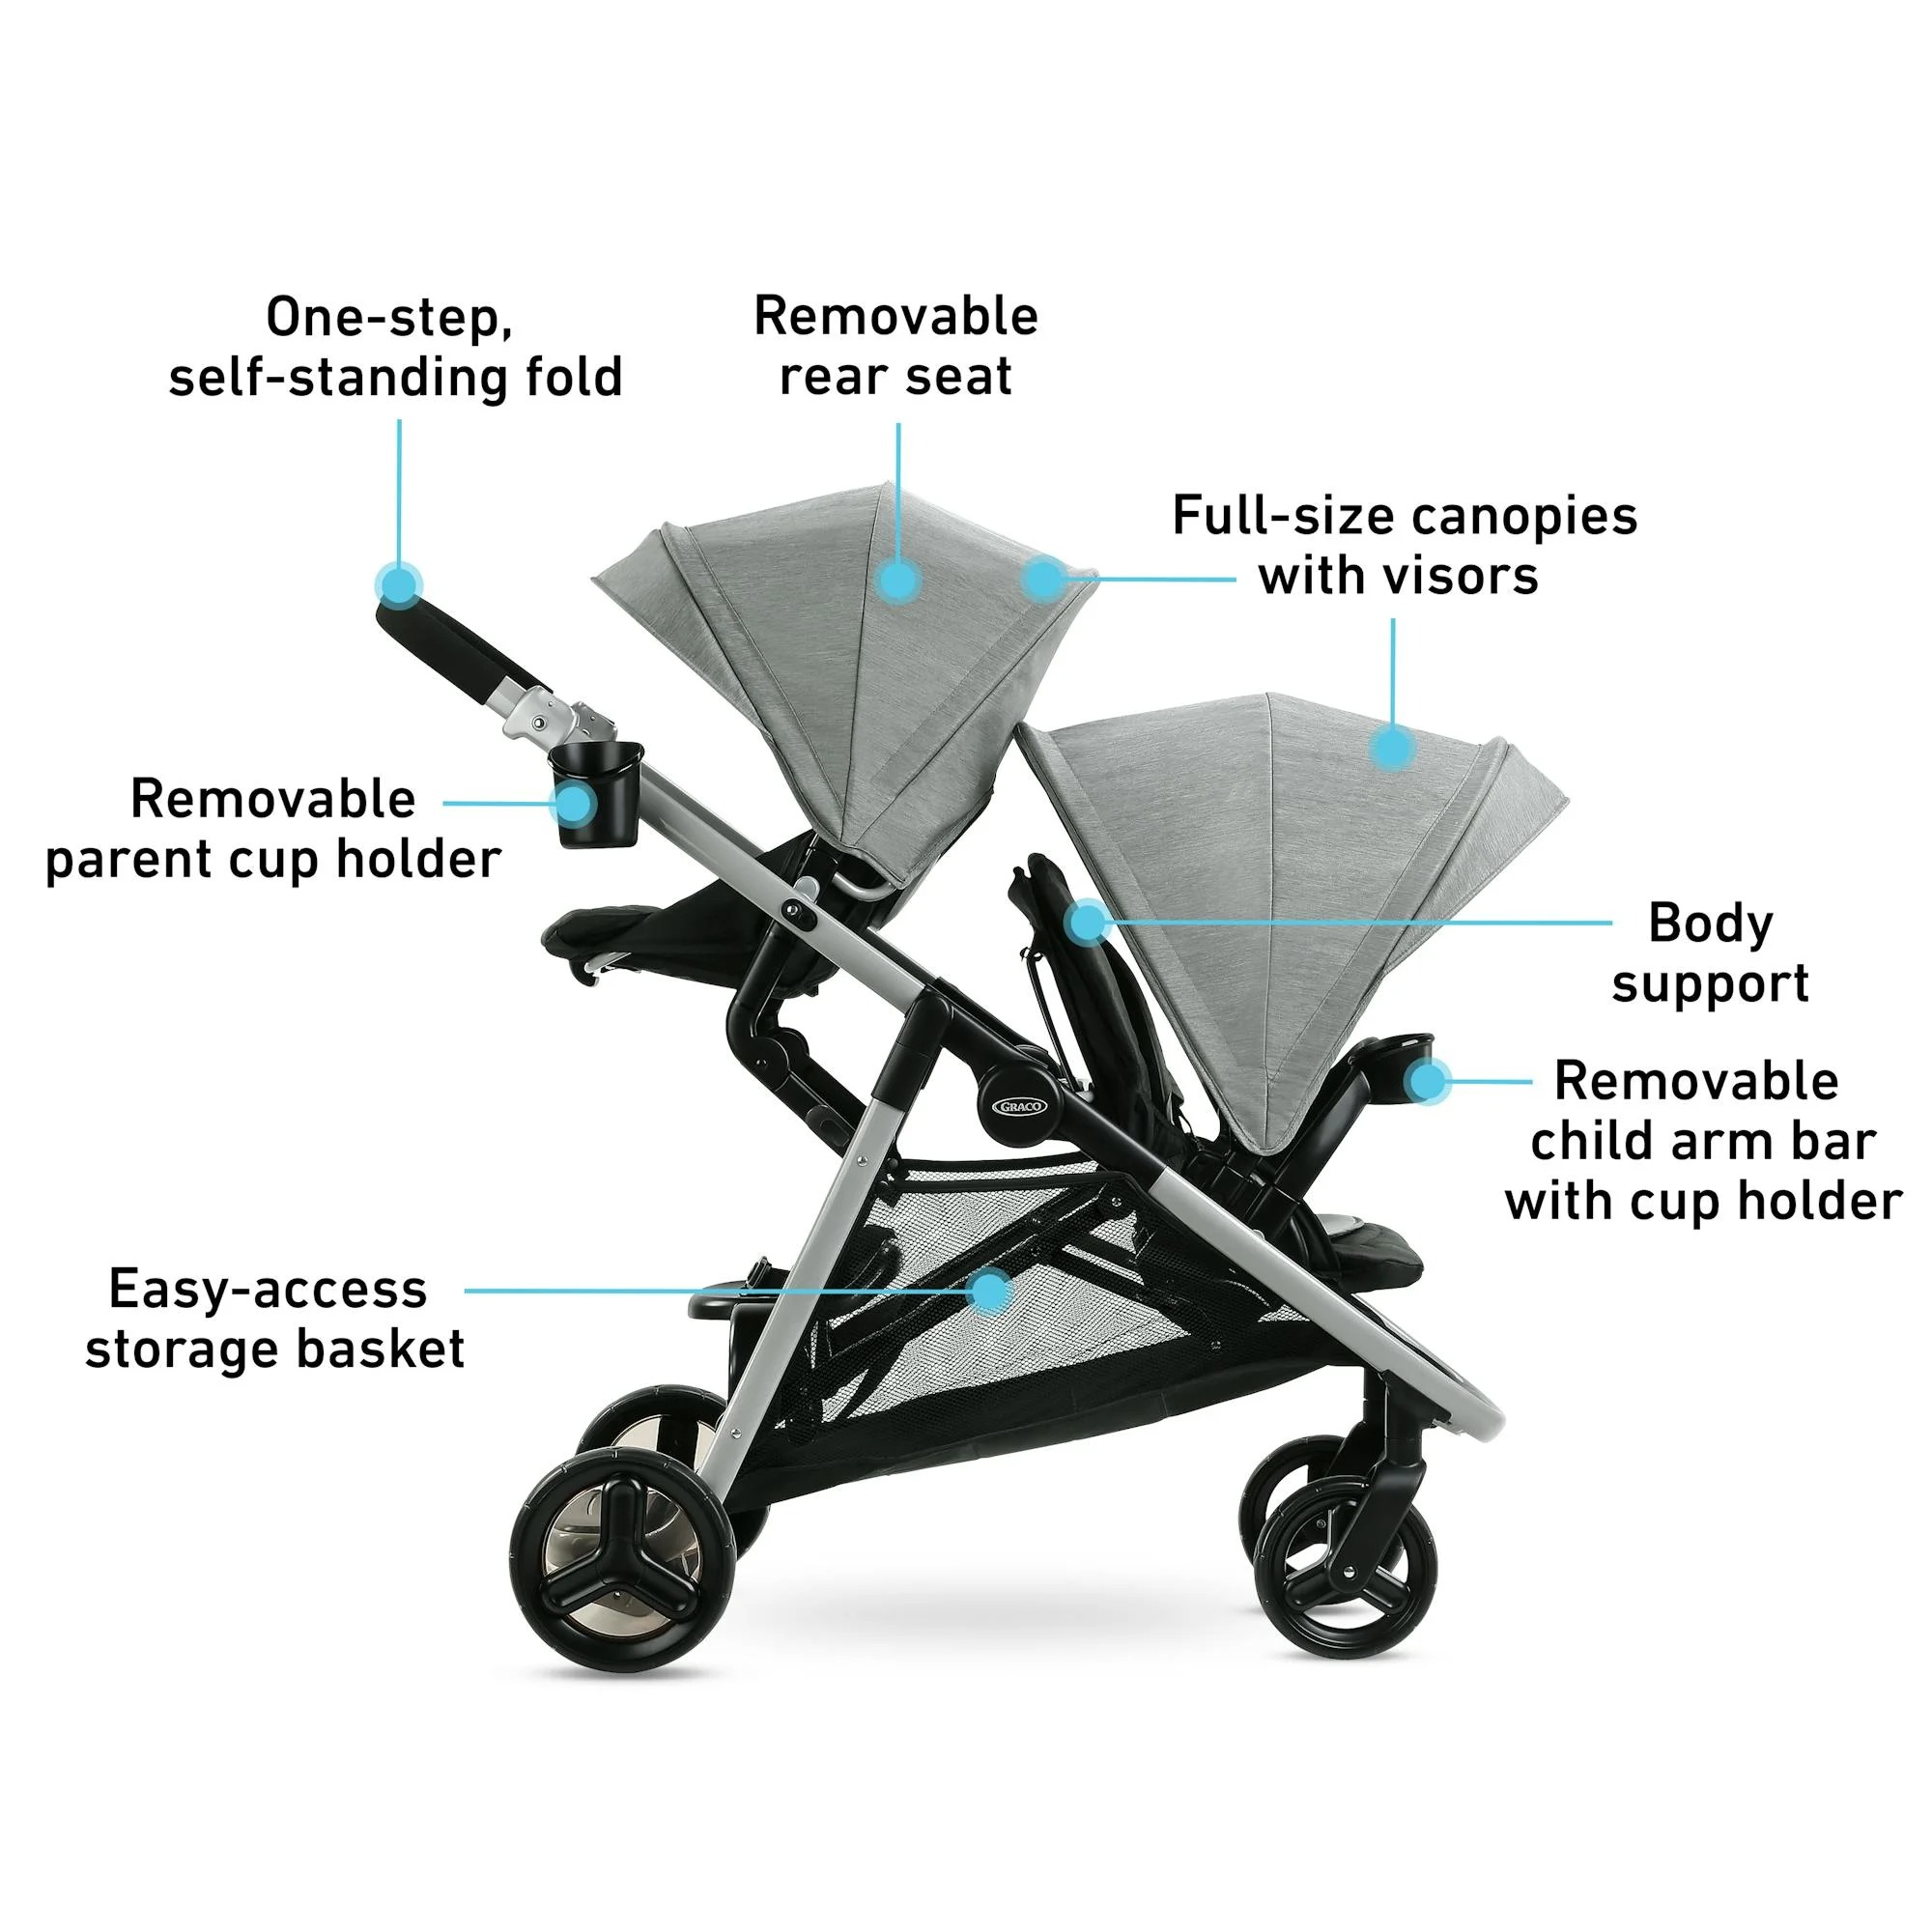 One-step,
self-standing fold
Removable
rear seat
Full-size canopies
with visors
Removable
parent cup holder
Body
support
Removable
child arm bar
with cup holder
GRACO
Easy-access
storage basket